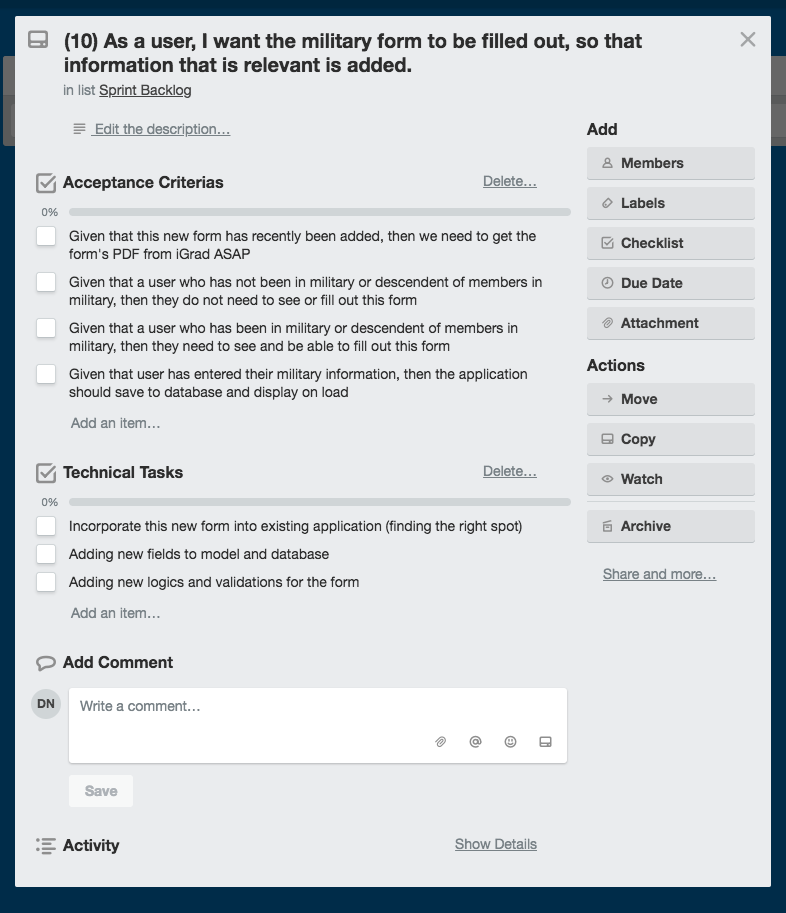 (10) As a user, I want the military form to be filled out, so that
information that is relevant is added.
in list Sprint Backlog
Edit the description…
Acceptance Criterias
Delete…
0%
Given that this new form has recently been added, then we need to get the
form's PDF from iGrad ASAP
Given that a user who has not been in military or descendent of members in
military, then they do not need to see or fill out this form
Given that a user who has been in military or descendent of members in
military, then they need to see and be able to fill out this form
Given that user has entered their military information, then the application
should save to database and display on load
Add an item…
Technical Tasks
Delete…
0%
Incorporate this new form into existing application (finding the right spot)
Adding new fields to model and database
Adding new logics and validations for the form
Add an item…
Add Comment
DN
Write a comment…
Save
Activity
Show Details
Add
Members
Labels
Checklist
Due Date
Attachment
Actions
Move
Copy
Watch
Archive
Share and more…